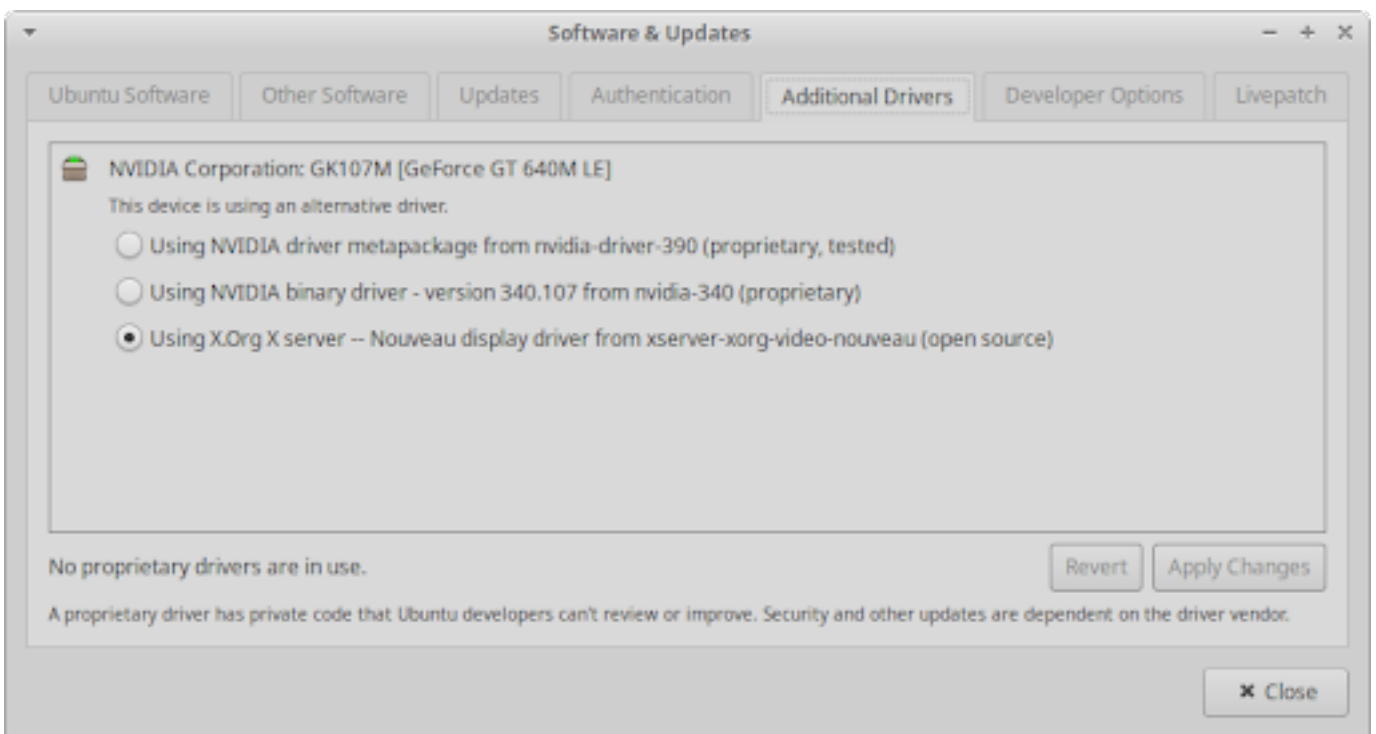 Software & Updates
Ubuntu Software Other Software Updates Authentication Additional Drivers Developer Options Livepatch
NVIDIA Corporation: GK107M [GeForce GT 640M LE]
This device is using an alternative driver.
Using NVIDIA driver metapackage from nvidia-driver-390 (proprietary, tested)
Using NVIDIA binary driver - version 340.107 from nvidia-340 (proprietary)
Using X.Org X server -- Nouveau display driver from xserver-xorg-video-nouveau (open source)
No proprietary drivers are in use.
Revert Apply Changes
A proprietary driver has private code that Ubuntu developers can't review or improve. Security and other updates are dependent on the driver vendor.
Close